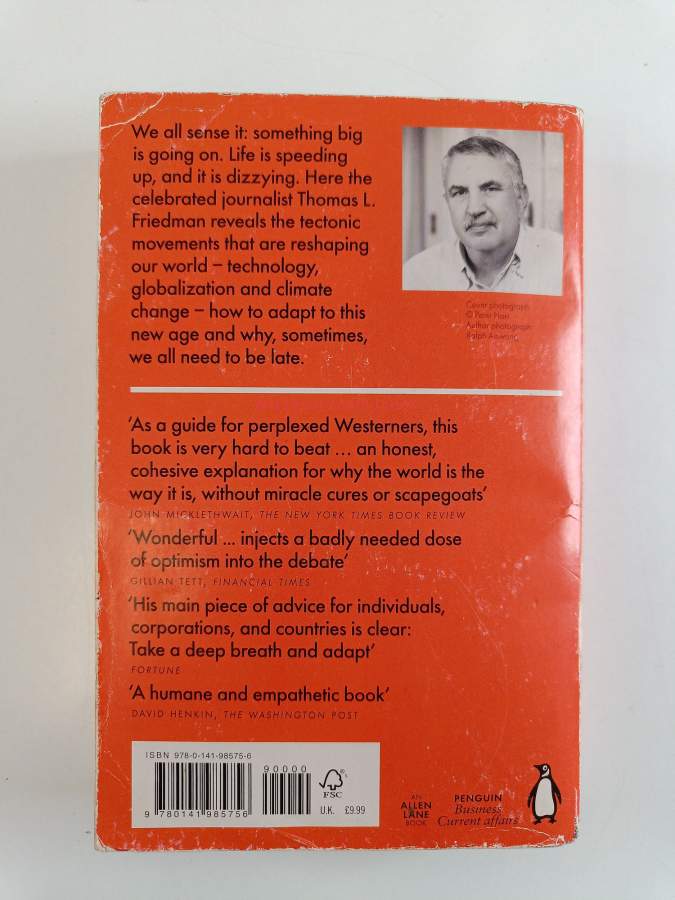 We all sense it: something big
is going on. Life is speeding
up, and it is dizzying. Here the
celebrated journalist Thomas L.
Friedman reveals the tectonic
movements that are reshaping
our world – technology,
globalization and climate
change – how to adapt to this
new age and why, sometimes,
we all need to be late.
Cover photograph
© Peter
Author photograph
Ralph
‘As a guide for perplexed Westerners, this
book is very hard to beat … an honest,
cohesive explanation for why the world is the
way it is, without miracle cures or scapegoats’
JOHN MICKLETHWAIT, THE NEW YORK TIMES BOOK REVIEW
‘Wonderful ... injects a badly needed dose
of optimism into the debate’
GILLIAN TETT, FINANCIAL TIMES
‘His main piece of advice for individuals,
corporations, and countries is clear:
Take a deep breath and adapt’
FORTUNE
‘A humane and empathetic book’
DAVID HENKIN, THE WASHINGTON POST
ISBN 978-0-141-98575-6
90000
9 780141 985756
FSC
U.K. £9.99
AN
ALLEN
LANE
BOOK
PENGUIN
Business
Current affairs